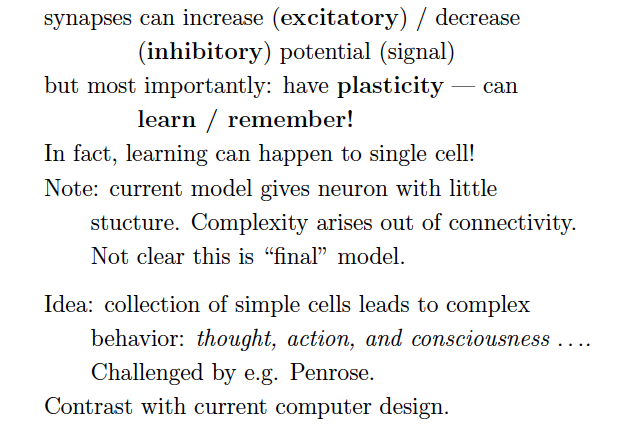 synapses can increase (excitatory) / decrease
(inhibitory) potential (signal)
but most importantly: have plasticity — can
learn / remember!
In fact, learning can happen to single cell!
Note: current model gives neuron with little
stucture. Complexity arises out of connectivity.
Not clear this is “final” model.
Idea: collection of simple cells leads to complex
behavior: thought, action, and consciousness . . . .
Challenged by e.g. Penrose.
Contrast with current computer design.